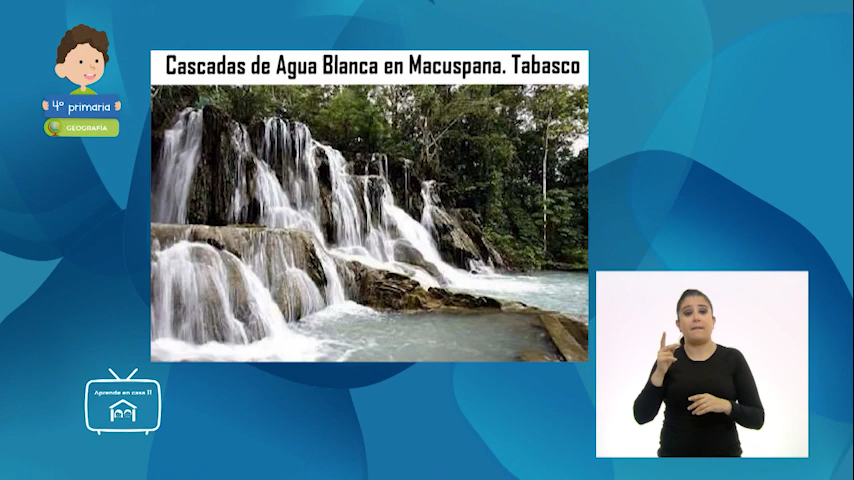 Cascadas de Agua Blanca en Macuspana. Tabasco
4° primaria
GEOGRAFÍA
Aprende en casa II